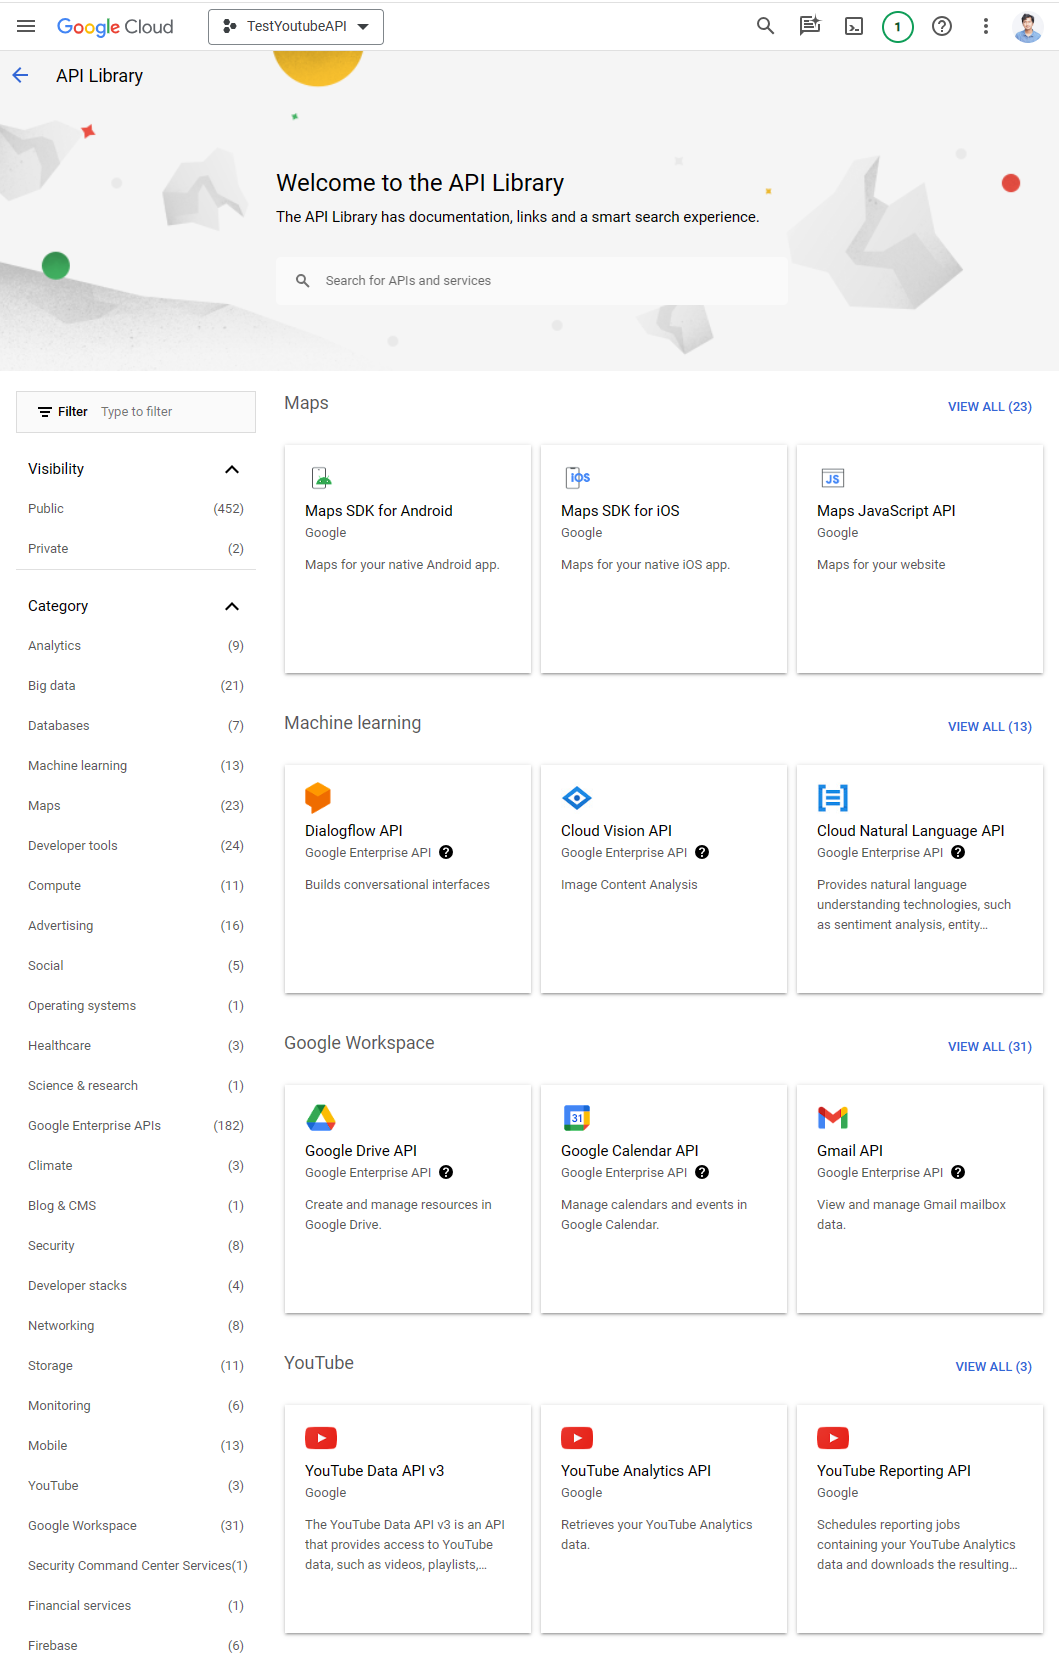 Google Cloud
TestYoutubeAPI
1
API Library
Welcome to the API Library
The API Library has documentation, links and a smart search experience.
Search for APIs and services
Filter Type to filter
Visibility
Public (452)
Private (2)
Category
Analytics (9)
Big data (21)
Databases (7)
Machine learning (13)
Maps (23)
Developer tools (24)
Compute (11)
Advertising (16)
Social (5)
Operating systems (1)
Healthcare (3)
Science & research (1)
Google Enterprise APIs (182)
Climate (3)
Blog & CMS (1)
Security (8)
Developer stacks (4)
Networking (8)
Storage (11)
Monitoring (6)
Mobile (13)
YouTube (3)
Google Workspace (31)
Security Command Center Services(1)
Financial services (1)
Firebase (6)
Maps
VIEW ALL (23)
Maps SDK for Android
Google
Maps for your native Android app.
iOS
Maps SDK for iOS
Google
Maps for your native iOS app.
JS
Maps JavaScript API
Google
Maps for your website
Machine learning
VIEW ALL (13)
Dialogflow API
Google Enterprise API
Builds conversational interfaces
Cloud Vision API
Google Enterprise API
Image Content Analysis
Cloud Natural Language API
Google Enterprise API
Provides natural language
understanding technologies, such
as sentiment analysis, entity…
Google Workspace
VIEW ALL (31)
Google Drive API
Google Enterprise API
Create and manage resources in
Google Drive.
31
Google Calendar API
Google Enterprise API
Manage calendars and events in
Google Calendar.
Gmail API
Google Enterprise API
View and manage Gmail mailbox
data.
YouTube
VIEW ALL (3)
YouTube Data API v3
Google
The YouTube Data API v3 is an API
that provides access to YouTube
data, such as videos, playlists,…
YouTube Analytics API
Google
Retrieves your YouTube Analytics
data.
YouTube Reporting API
Google
Schedules reporting jobs
containing your YouTube Analytics
data and downloads the resulting…